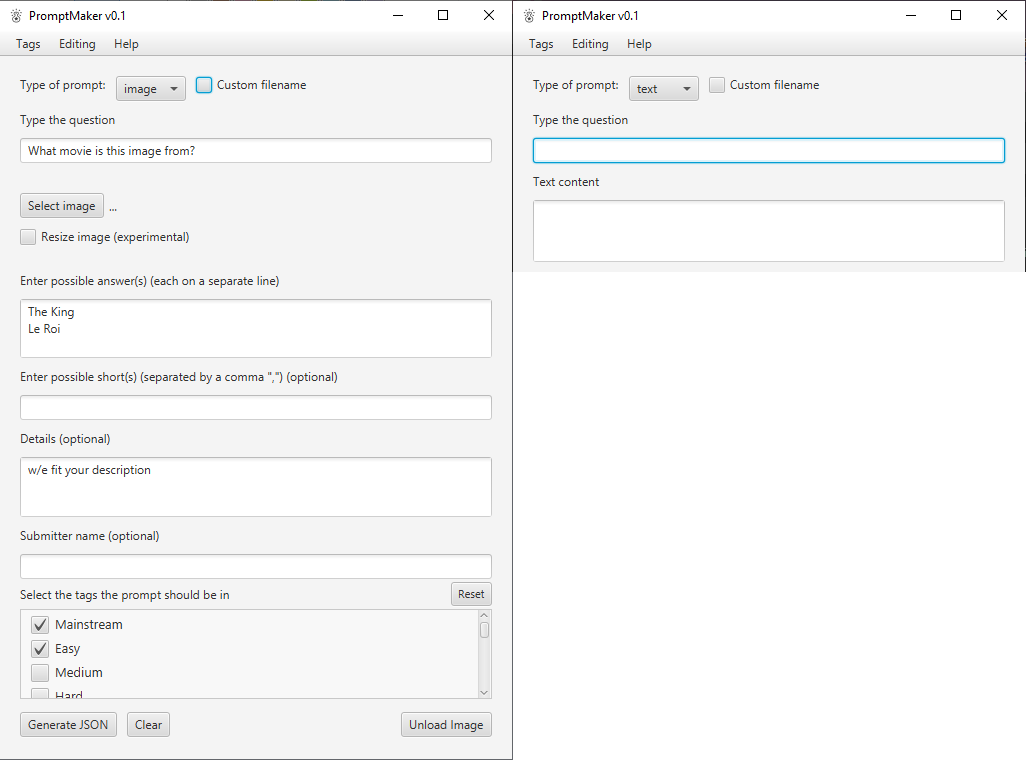 PromptMaker v0.1
Tags Editing Help
Type of prompt: image Custom filename
Type the question
What movie is this image from?
Select image ...
Resize image (experimental)
Enter possible answer(s) (each on a separate line)
The King
Le Roi
Enter possible short(s) (separated by a comma ",") (optional)
Details (optional)
w/e fit your description
Submitter name (optional)
Select the tags the prompt should be in Reset
Mainstream
Easy
Medium
Hard
Generate JSON Clear Unload Image
PromptMaker v0.1
Tags Editing Help
Type of prompt: text Custom filename
Type the question
Text content